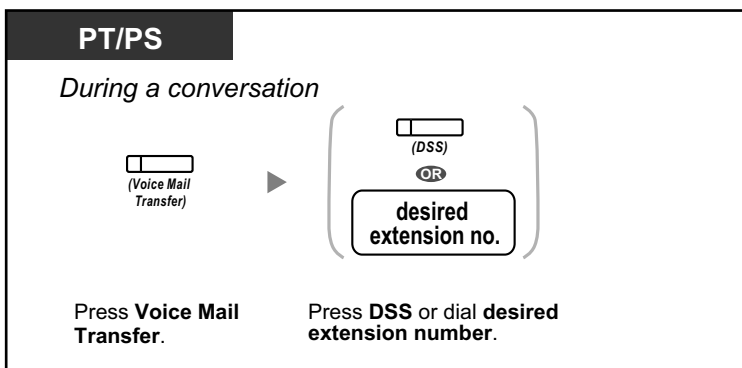 PT/PS
During a conversation
(Voice Mail
Transfer)
(DSS)
OR
desired
extension no.
Press Voice Mail
Transfer.
Press DSS or dial desired
extension number.